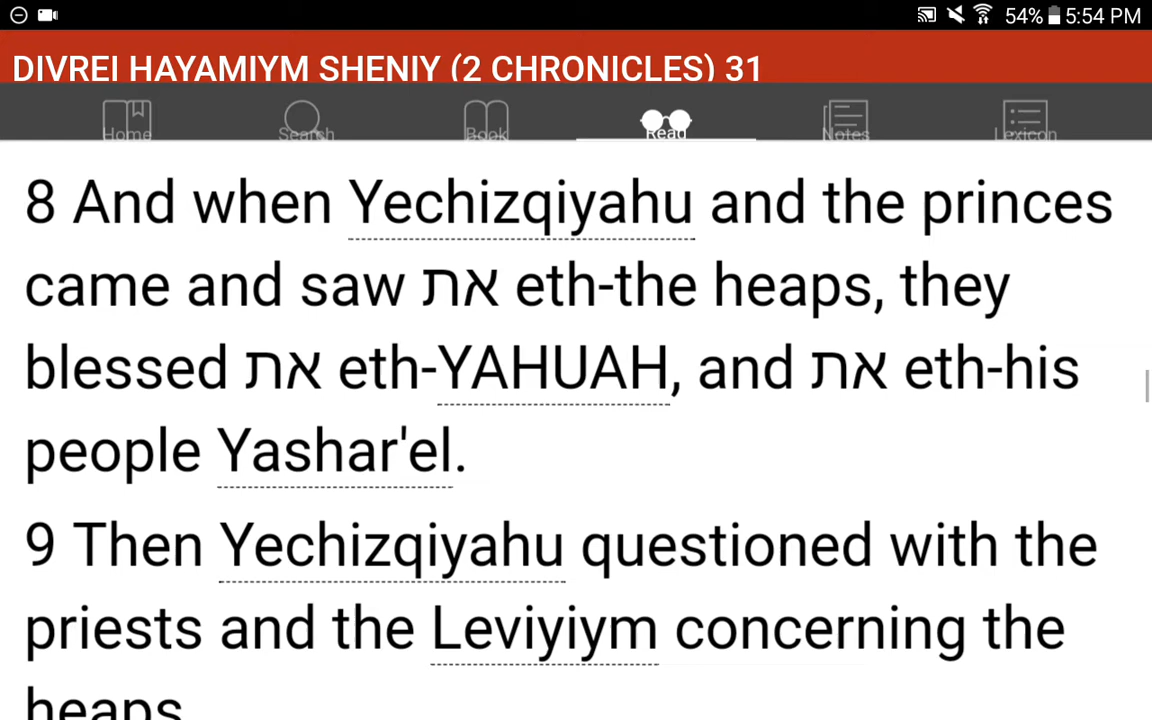 54% 5:54 PM
DIVREI HAYAMIYM SHENIY (2 CHRONICLES) 31
Home Search Book Read Notes Lexicon
8 And when Yechizqiyahu and the princes
came and saw את eth-the heaps, they
blessed את eth-YAHUAH, and את eth-his
people Yashar'el.
9 Then Yechizqiyahu questioned with the
priests and the Leviyiym concerning the
heaps.